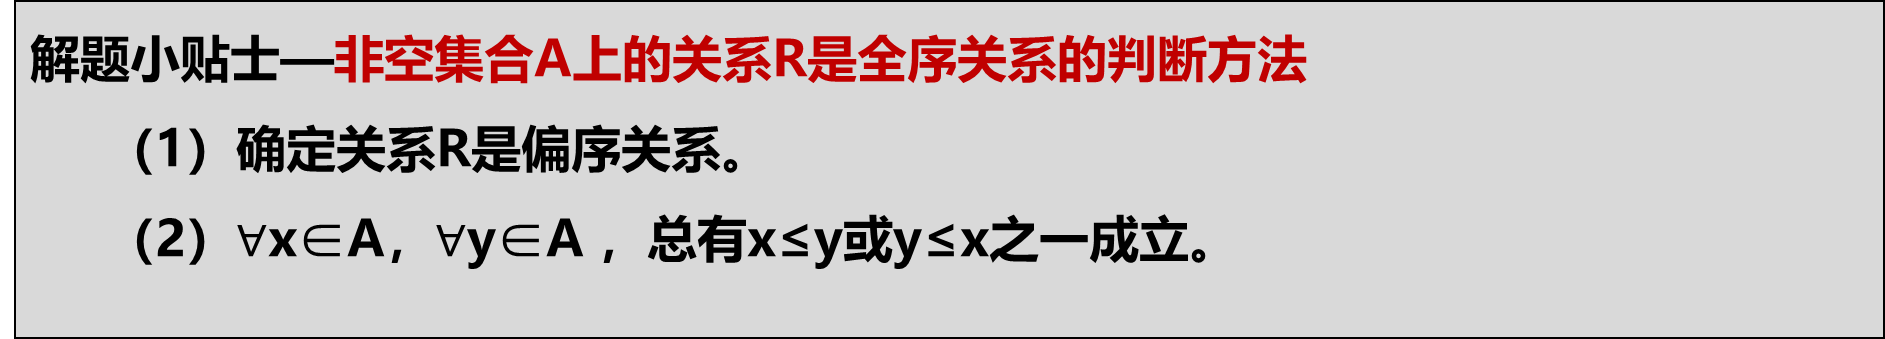 解题小贴士—非空集合A上的关系R是全序关系的判断方法
（1）确定关系R是偏序关系。
（2）∀x∈A，∀y∈A ，总有x≤y或y≤x之一成立。